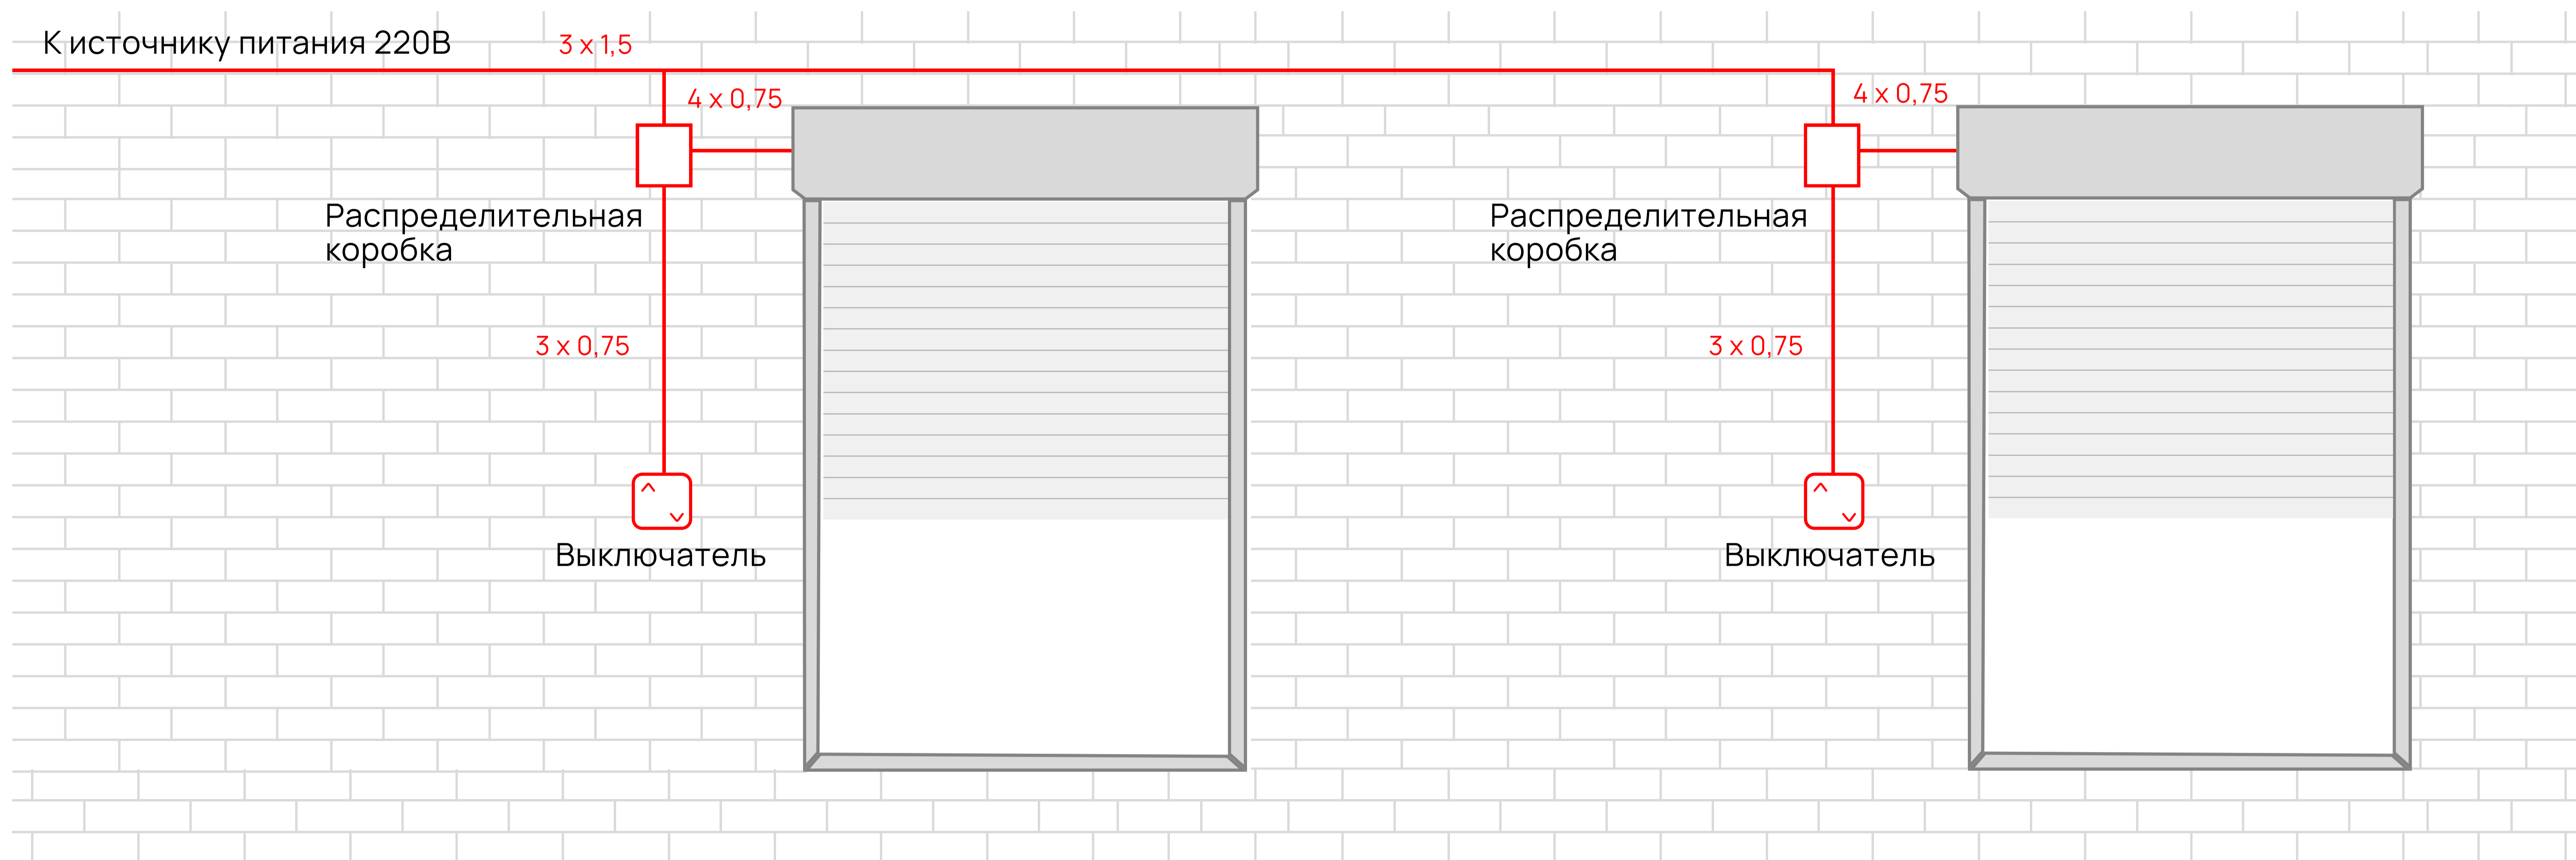 К источнику питания 220В
3 х 1,5
4 х 0,75
4 х 0,75
Распределительная
коробка
Распределительная
коробка
3 х 0,75
3 х 0,75
Выключатель
Выключатель